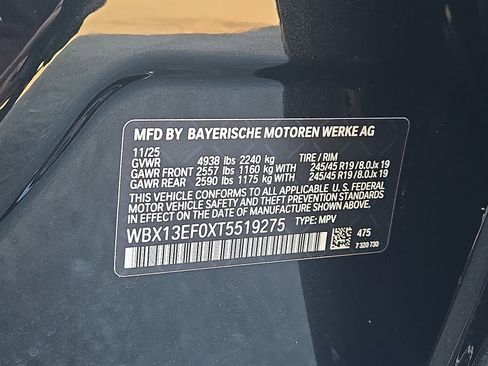 MFD BY BAYERISCHE MOTOREN WERKE AG
11/25
GVWR 4938 lbs 2240 kg TIRE / RIM
GAWR FRONT 2557 lbs 1160 kg WITH 245/45 R19/8.0Jx 19
GAWR REAR 2590 lbs 1175 kg WITH 245/45 R19/8.0Jx 19
THIS VEHICLE CONFORMS TO ALL APPLICABLE U.S. FEDERAL
MOTOR VEHICLE SAFETY, BUMPER, AND THEFT PREVENTION STANDARDS
IN EFFECT ON THE DATE OF MANUFACTURE SHOWN ABOVE.
WBX13EF0XT5519275 TYPE: MPV
475
7 320 730